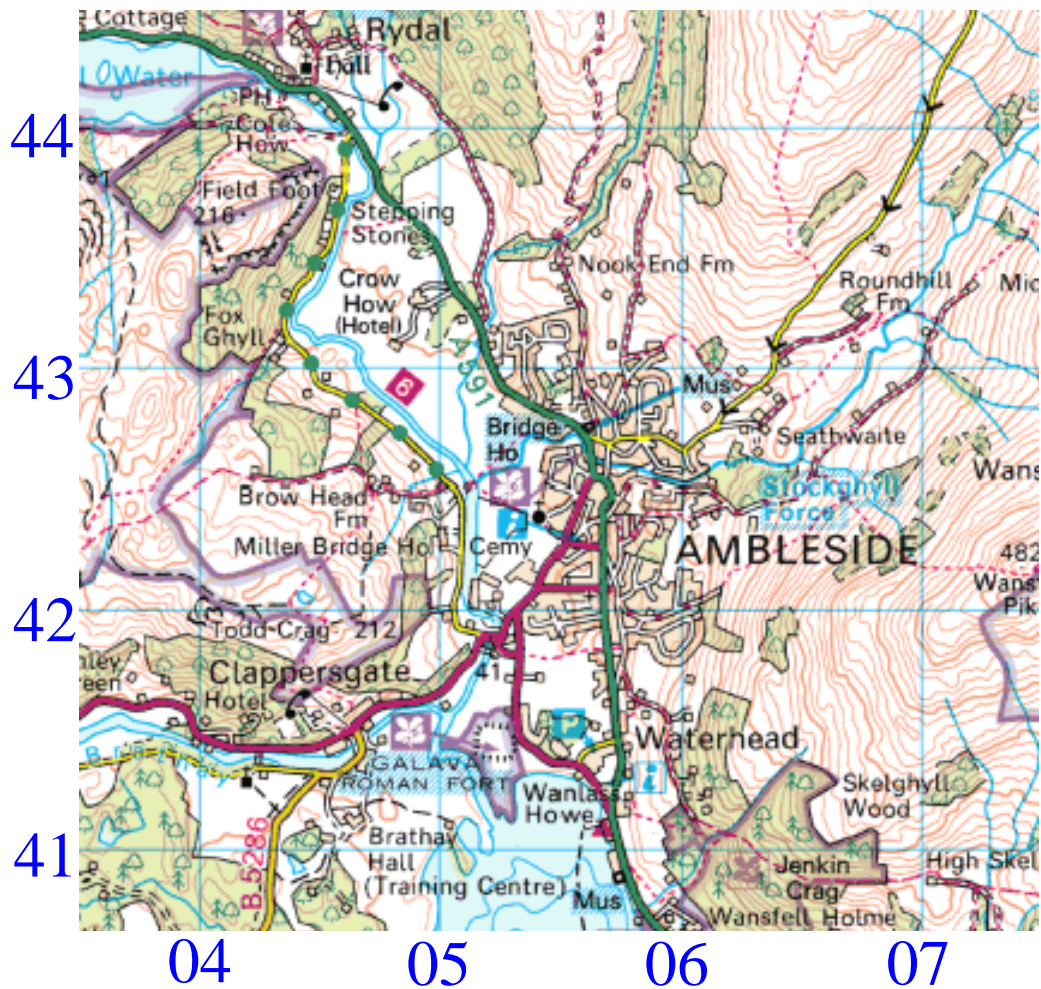 Cottage
Rydal
Hall
Water
PH
44
Cote
How
Field Foot
216
Stepping
Stones
Nook End Fm
Crow
How
(Hotel)
Roundhill
Fm
Fox
Ghyll
A591
43
6
Mus
Bridge
Ho
Seathwaite
Brow Head
Fm
Stockghyll
Force
Miller Bridge Ho
Cemy
AMBLESIDE
482
42
Todd Crag
212
Clappersgate
41
Hotel
P
Waterhead
GALAVA
ROMAN FORT
Wanlass
Howe
Skelghyll
Wood
B 5286
Brathay
Hall
(Training Centre)
41
Jenkin
Crag
High Skel
Mus
Wansfell Holme
04
05
06
07